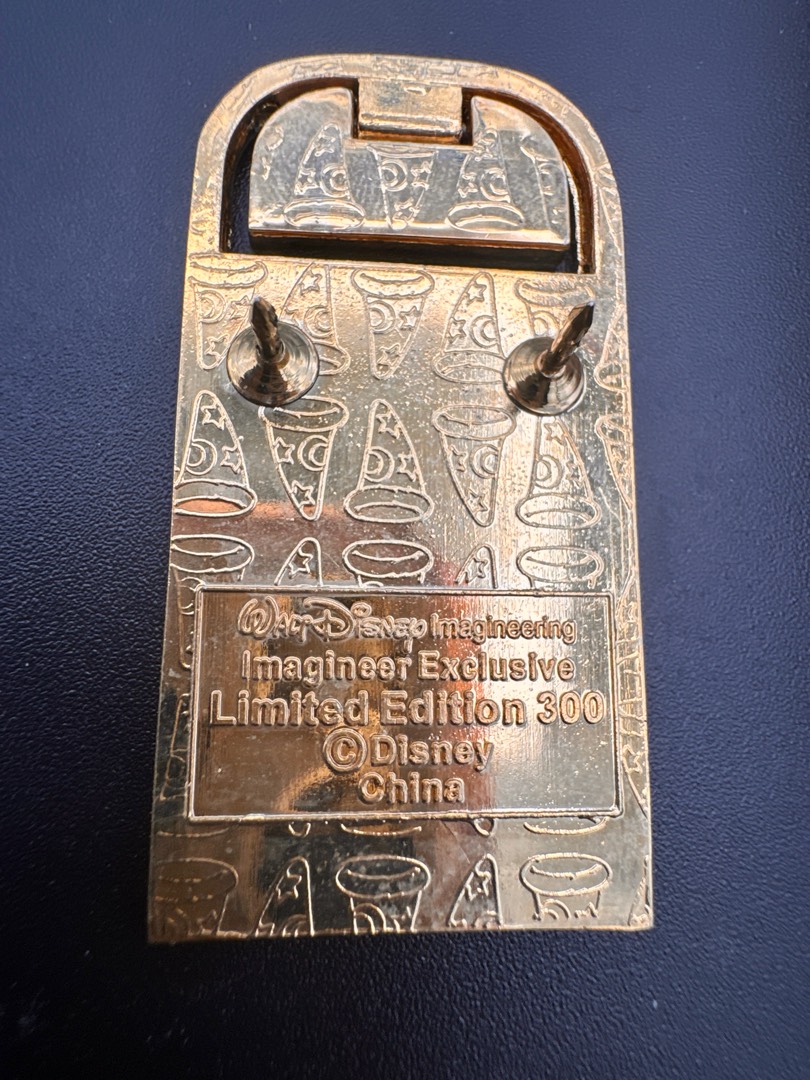 Walt Disney Imagineering
Imagineer Exclusive
Limited Edition 300
©Disney
China